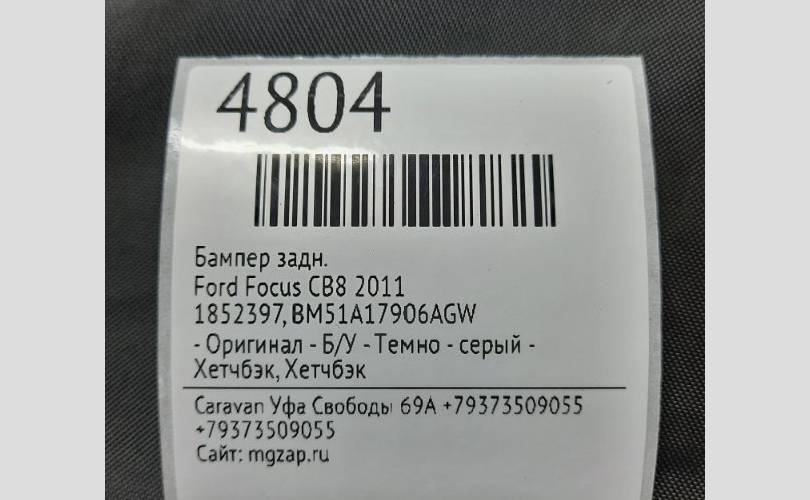 4804
Бампер задн.
Ford Focus CB8 2011
1852397, BM51A17906AGW
- Оригинал - Б/У - Темно - серый -
Хетчбэк, Хетчбэк
Caravan Уфа Свободы 69А +79373509055
+79373509055
Сайт: mgzap.ru